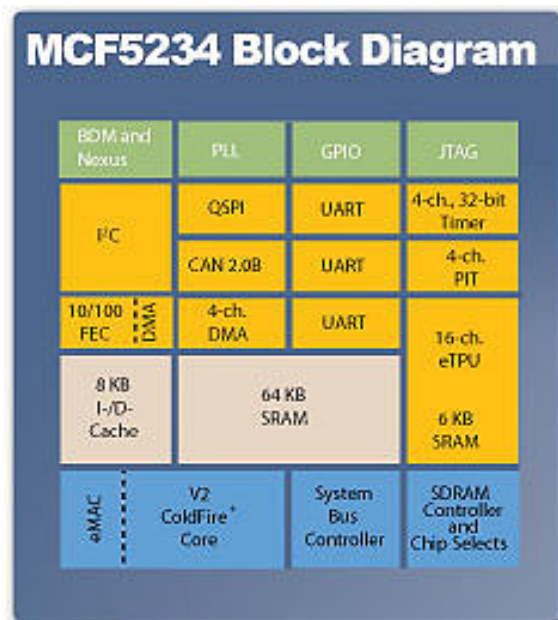 MCF5234 Block Diagram
BDM and
Nexus
PLL
GPIO
JTAG
I²C
QSPI
UART
4-ch., 32-bit
Timer
CAN 2.0B
UART
4-ch.
PIT
10/100
FEC
DMA
4-ch.
DMA
UART
16-ch.
eTPU
6 KB
SRAM
8 KB
I-/D-
Cache
64 KB
SRAM
eMAC
V2
ColdFire+
Core
System
Bus
Controller
SDRAM
Controller
and
Chip Selects